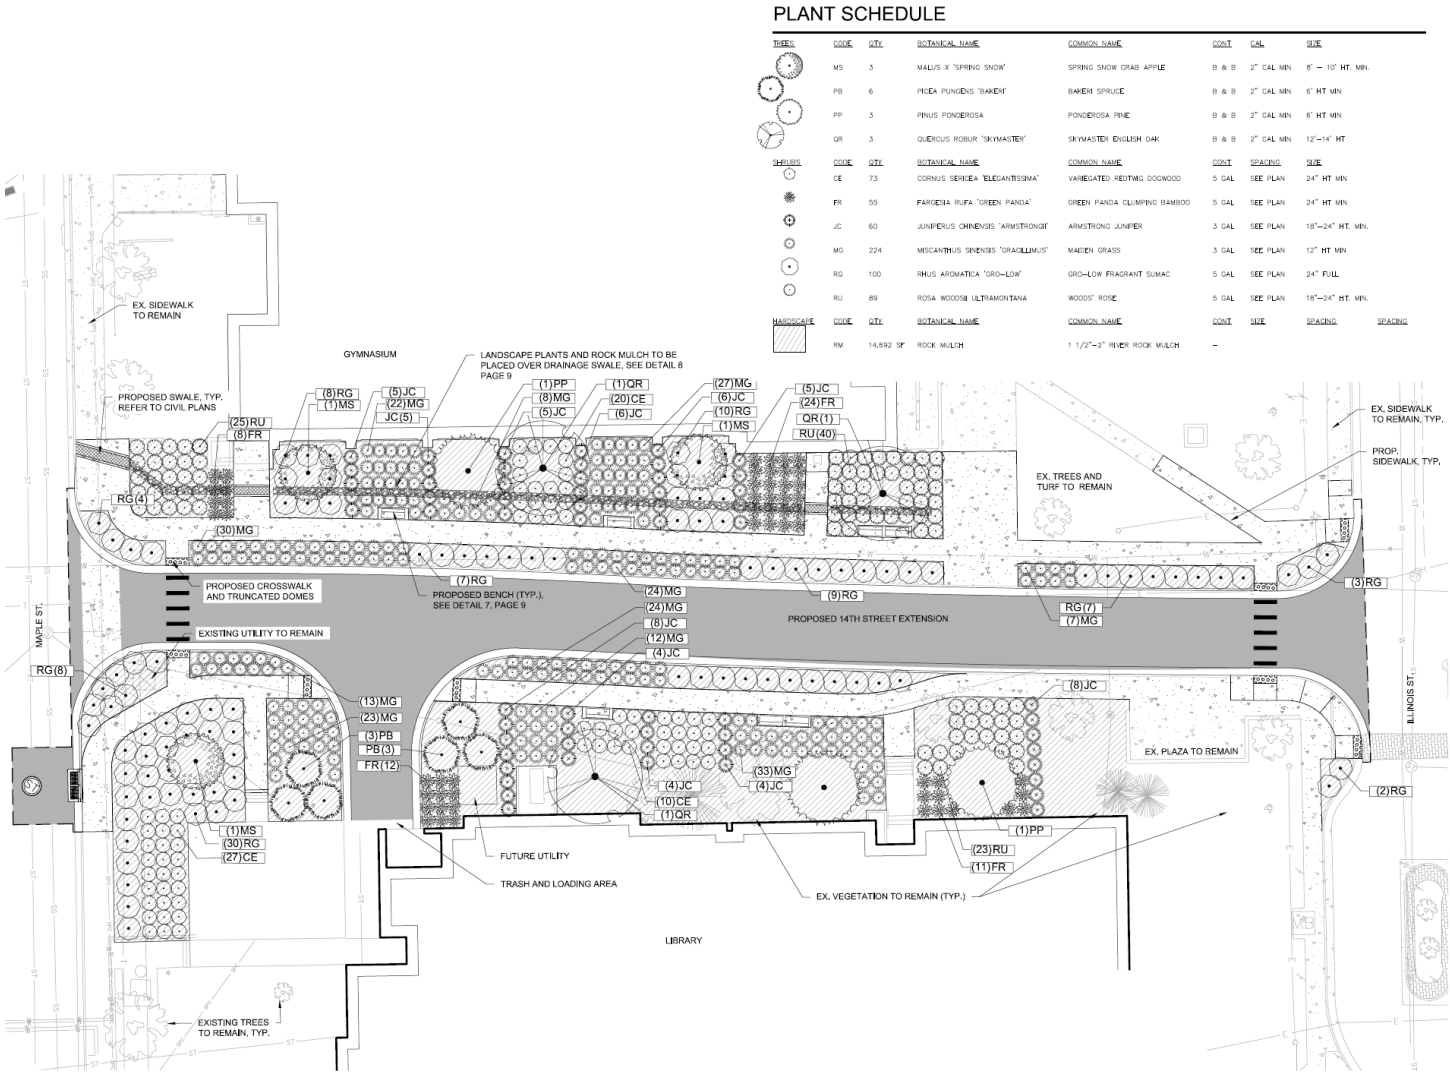 PLANT SCHEDULE
TREES CODE QTY BOTANICAL NAME COMMON NAME CONT CAL SIZE
MS 3 MALUS X 'SPRING SNOW' SPRING SNOW CRAB APPLE B & B 2" CAL MIN 8' - 10' HT. MIN.
PB 6 PICEA PUNGENS 'BAKERI' BAKERI SPRUCE B & B 2" CAL MIN 6' HT MIN
PP 3 PINUS PONDEROSA PONDEROSA PINE B & B 2" CAL MIN 6' HT MIN
QR 3 QUERCUS ROBUR 'SKYMASTER' SKYMASTER ENGLISH OAK B & B 2" CAL MIN 12'-14' HT
SHRUBS CODE QTY BOTANICAL NAME COMMON NAME CONT SPACING SIZE
CE 73 CORNUS SERICEA 'ELEGANTISSIMA' VARIEGATED REDTWIG DOGWOOD 5 GAL SEE PLAN 24" HT MIN
FR 55 FARGESIA RUFA 'GREEN PANDA' GREEN PANDA CLUMPING BAMBOO 5 GAL SEE PLAN 24" HT MIN
JC 60 JUNIPERUS CHINENSIS 'ARMSTRONGII' ARMSTRONG JUNIPER 3 GAL SEE PLAN 18"-24" HT. MIN.
MG 224 MISCANTHUS SINENSIS 'GRACILLIMUS' MAIDEN GRASS 3 GAL SEE PLAN 12" HT MIN
RG 100 RHUS AROMATICA 'GRO-LOW' GRO-LOW FRAGRANT SUMAC 5 GAL SEE PLAN 24" FULL
RU 89 ROSA WOODSII ULTRAMONTANA WOODS' ROSE 5 GAL SEE PLAN 18"-24" HT. MIN.
HARDSCAPE CODE QTY BOTANICAL NAME COMMON NAME CONT SIZE SPACING SPACING
RM 14,692 SF ROCK MULCH 1 1/2"-2" RIVER ROCK MULCH -
EX. SIDEWALK
TO REMAIN
GYMNASIUM
LANDSCAPE PLANTS AND ROCK MULCH TO BE
PLACED OVER DRAINAGE SWALE, SEE DETAIL 8
PAGE 9
PROPOSED SWALE, TYP.
REFER TO CIVIL PLANS
(25)RU
(8)FR
(8)RG
(1)MS
(5)JC
(22)MG
JC(5)
(1)PP
(8)MG
(5)JC
(1)QR
(20)CE
(6)JC
(27)MG
(6)JC
(10)RG
(1)MS
(5)JC
(24)FR
QR(1)
RU(40)
EX. SIDEWALK
TO REMAIN, TYP.
PROP.
SIDEWALK, TYP.
EX. TREES AND
TURF TO REMAIN
RG(4)
(30)MG
PROPOSED CROSSWALK
AND TRUNCATED DOMES
(7)RG
PROPOSED BENCH (TYP.),
SEE DETAIL 7, PAGE 9
(24)MG
(9)RG
RG(7)
(7)MG
(3)RG
MAPLE ST.
EXISTING UTILITY TO REMAIN
(24)MG
(8)JC
(12)MG
(4)JC
PROPOSED 14TH STREET EXTENSION
RG(8)
ILLINOIS ST.
(13)MG
(23)MG
(3)PB
PB(3)
FR(12)
(8)JC
EX. PLAZA TO REMAIN
(33)MG
(4)JC
(4)JC
(10)CE
(1)QR
(2)RG
(1)MS
(30)RG
(27)CE
(1)PP
(23)RU
(11)FR
FUTURE UTILITY
TRASH AND LOADING AREA
EX. VEGETATION TO REMAIN (TYP.)
LIBRARY
EXISTING TREES
TO REMAIN, TYP.